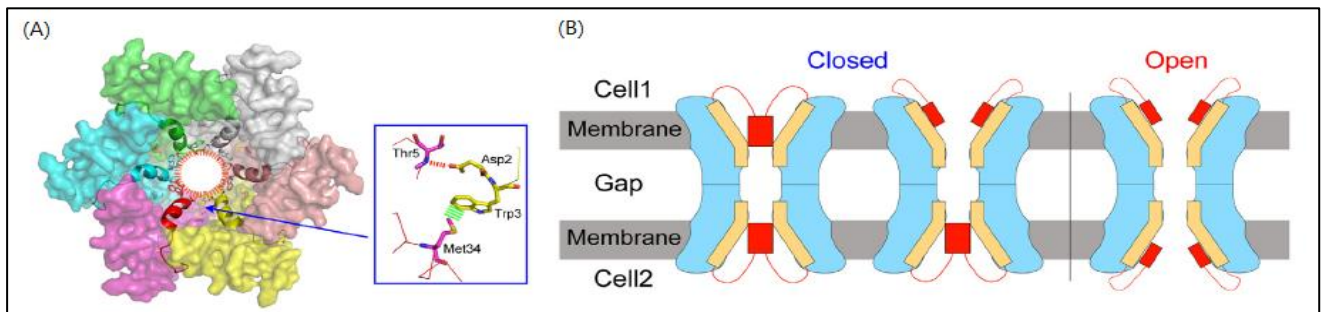 (A)
Thr5
Asp2
Trp3
Met34
(B)
Closed
Open
Cell1
Membrane
Gap
Membrane
Cell2